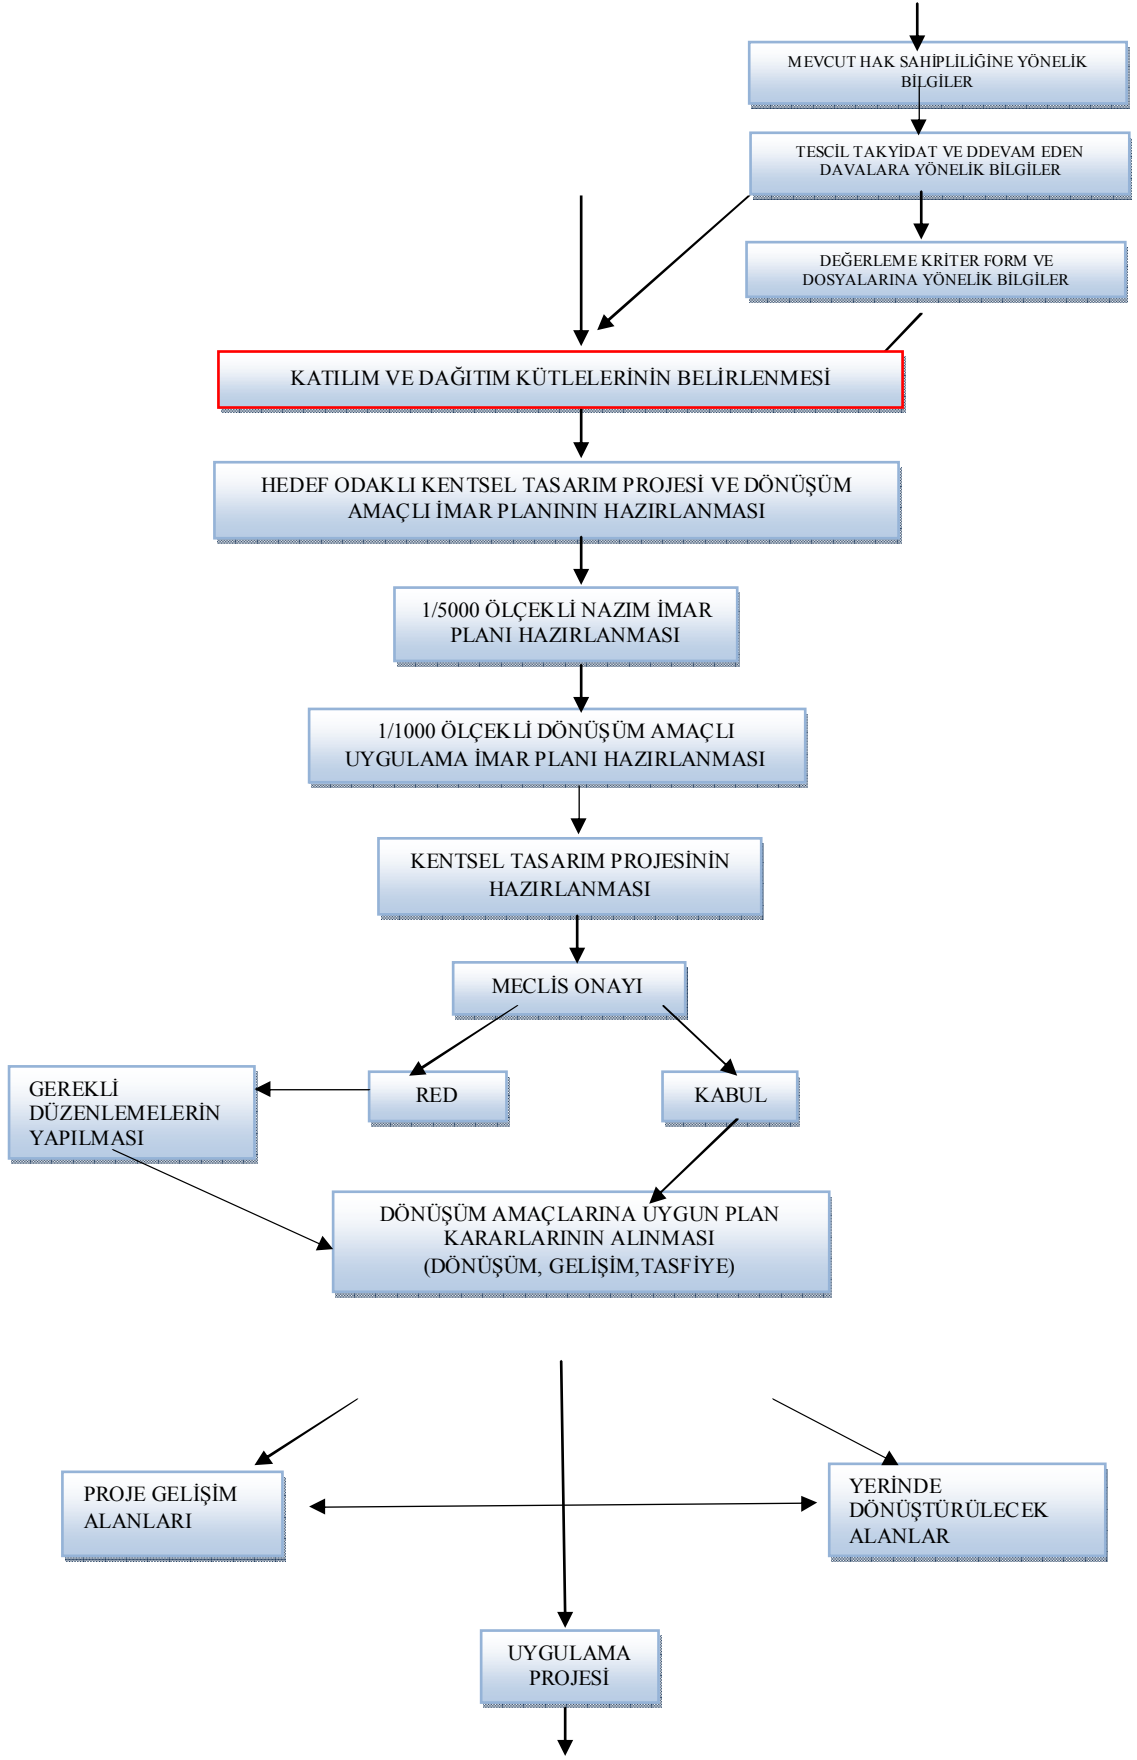 MEVCUT HAK SAHİPLİLİĞİNE YÖNELİK
BİLGİLER
TESCİL TAKYİDAT VE DDEVAM EDEN
DAVALARA YÖNELİK BİLGİLER
DEĞERLEME KRİTER FORM VE
DOSYALARINA YÖNELİK BİLGİLER
KATILIM VE DAĞITIM KÜTLELERİNİN BELİRLENMESİ
HEDEF ODAKLI KENTSEL TASARIM PROJESİ VE DÖNÜŞÜM
AMAÇLI İMAR PLANININ HAZIRLANMASI
1/5000 ÖLÇEKLİ NAZIM İMAR
PLANI HAZIRLANMASI
1/1000 ÖLÇEKLİ DÖNÜŞÜM AMAÇLI
UYGULAMA İMAR PLANI HAZIRLANMASI
KENTSEL TASARIM PROJESİNİN
HAZIRLANMASI
MECLİS ONAYI
RED
KABUL
GEREKLİ
DÜZENLEMELERİN
YAPILMASI
DÖNÜŞÜM AMAÇLARINA UYGUN PLAN
KARARLARININ ALINMASI
(DÖNÜŞÜM, GELİŞİM,TASFİYE)
PROJE GELİŞİM
ALANLARI
YERİNDE
DÖNÜŞTÜRÜLECEK
ALANLAR
UYGULAMA
PROJESİ